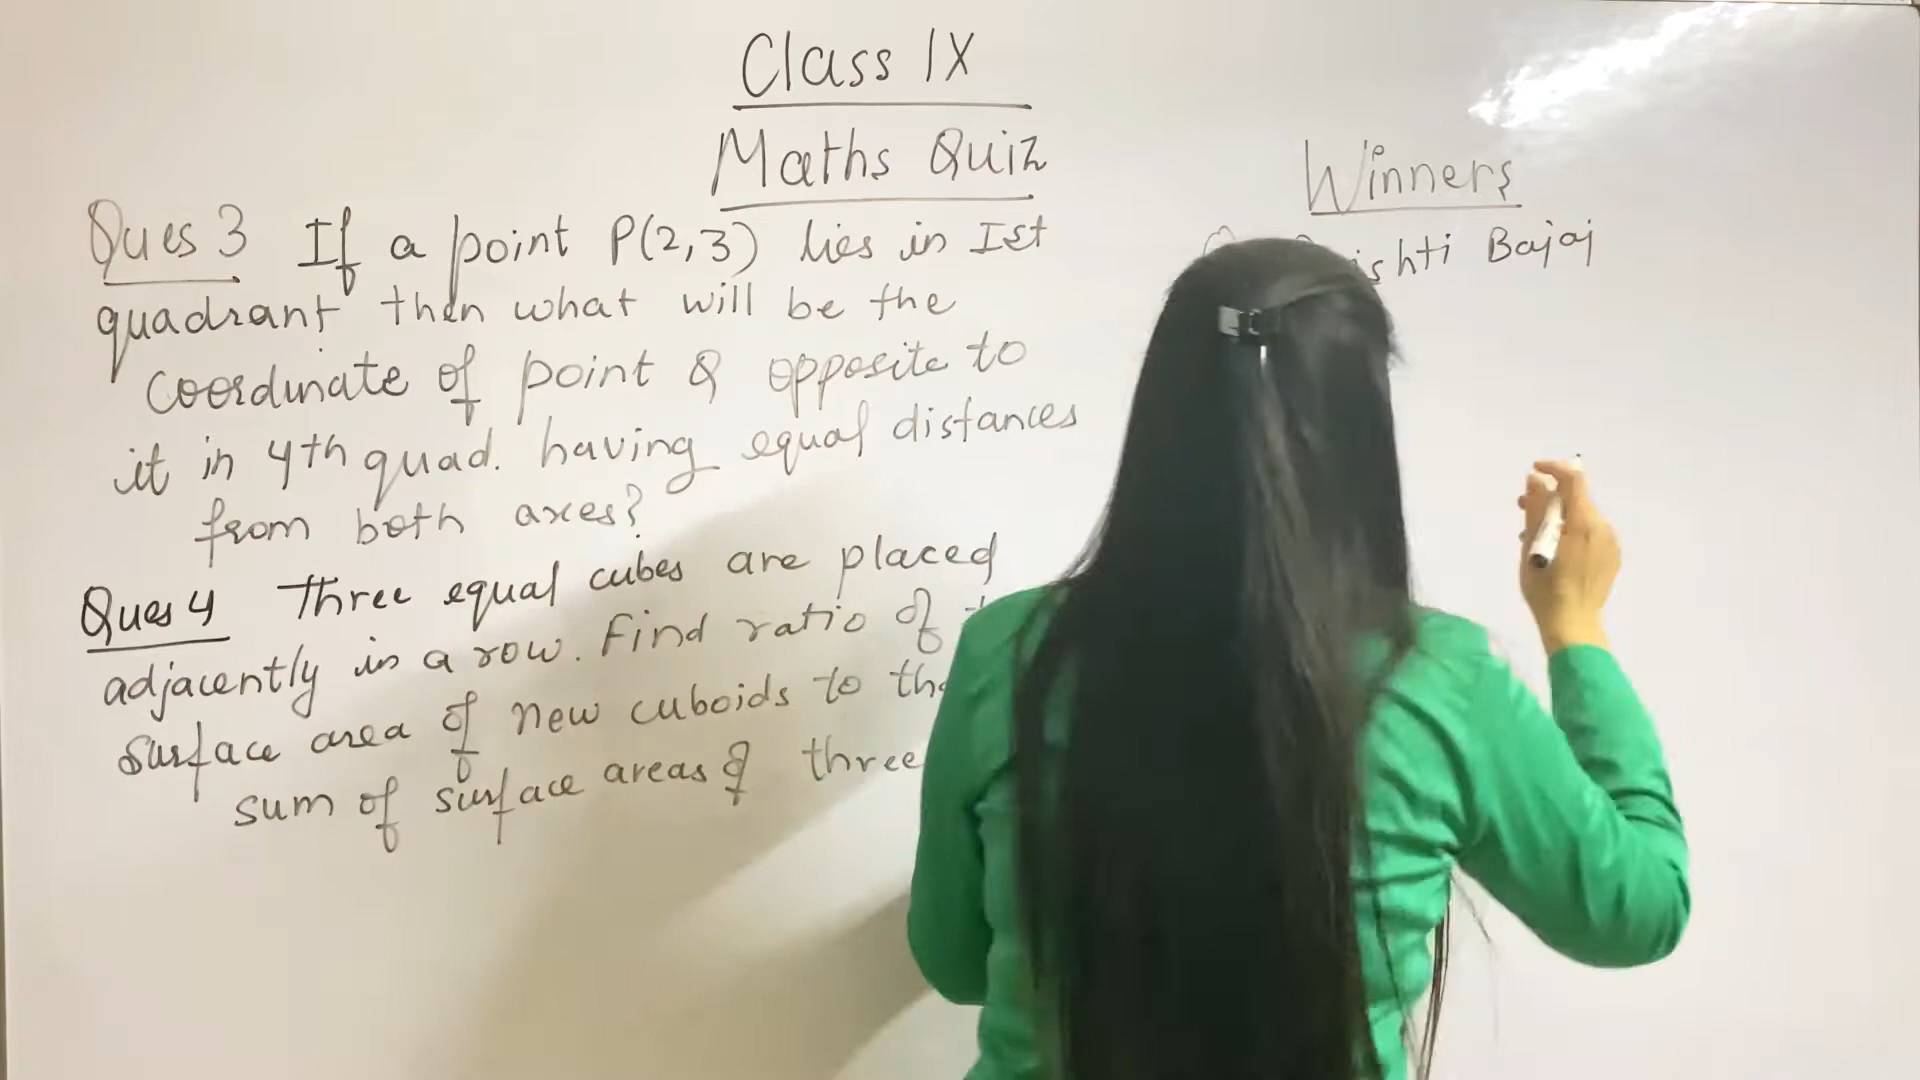 Class IX
Maths Quiz
Ques 3 If a point P(2,3) lies in Ist
quadrant then what will be the
coordinate of point Q opposite to
it in 4th quad. having equal distances
from both axes?
Ques 4 Three equal cubes are placed
adjacently in a row. Find ratio of
surface area of new cuboids to the
sum of surface areas of three
Winners
Bajaj